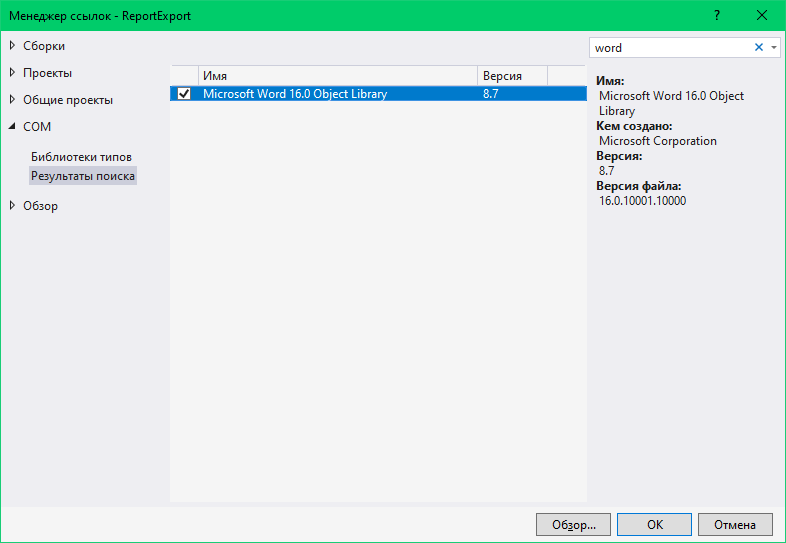 Менеджер ссылок - ReportExport
?
Сборки
Проекты
Общие проекты
COM
Библиотеки типов
Результаты поиска
Обзор
Имя Версия
Microsoft Word 16.0 Object Library 8.7
word
Имя:
Microsoft Word 16.0 Object
Library
Кем создано:
Microsoft Corporation
Версия:
8.7
Версия файла:
16.0.10001.10000
Обзор... ОК Отмена